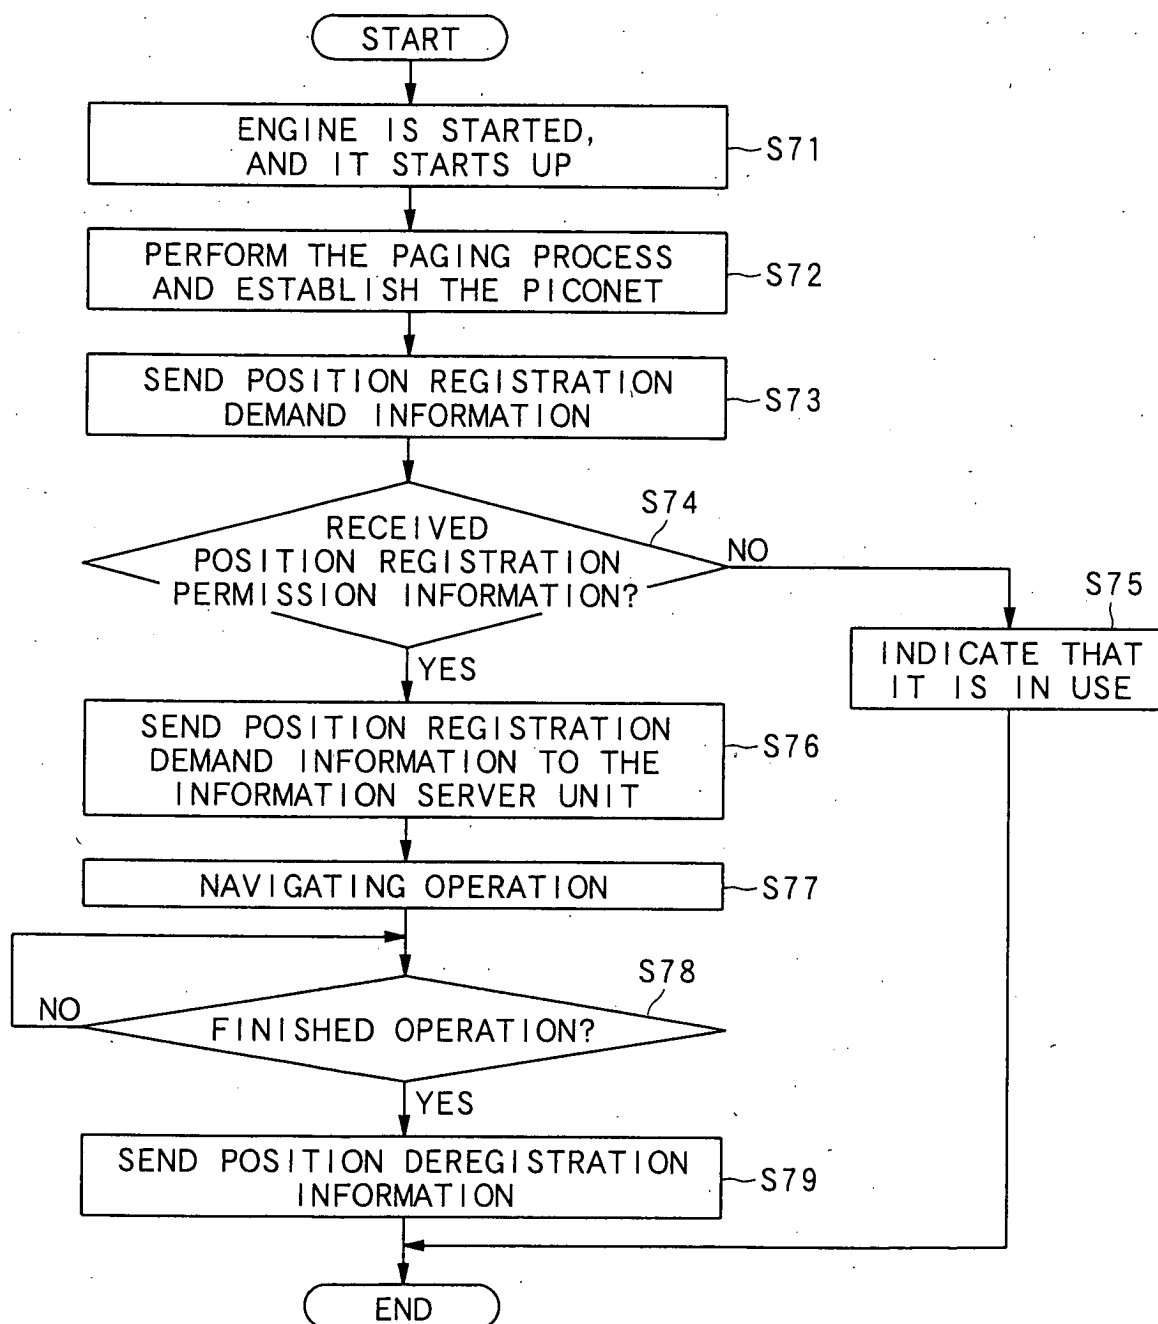 START
ENGINE IS STARTED,
AND IT STARTS UP
S71
PERFORM THE PAGING PROCESS
AND ESTABLISH THE PICONET
S72
SEND POSITION REGISTRATION
DEMAND INFORMATION
S73
S74
RECEIVED
POSITION REGISTRATION
PERMISSION INFORMATION?
NO
YES
S75
INDICATE THAT
IT IS IN USE
SEND POSITION REGISTRATION
DEMAND INFORMATION TO THE
INFORMATION SERVER UNIT
S76
NAVIGATING OPERATION
S77
S78
NO
FINISHED OPERATION?
YES
SEND POSITION DEREGISTRATION
INFORMATION
S79
END